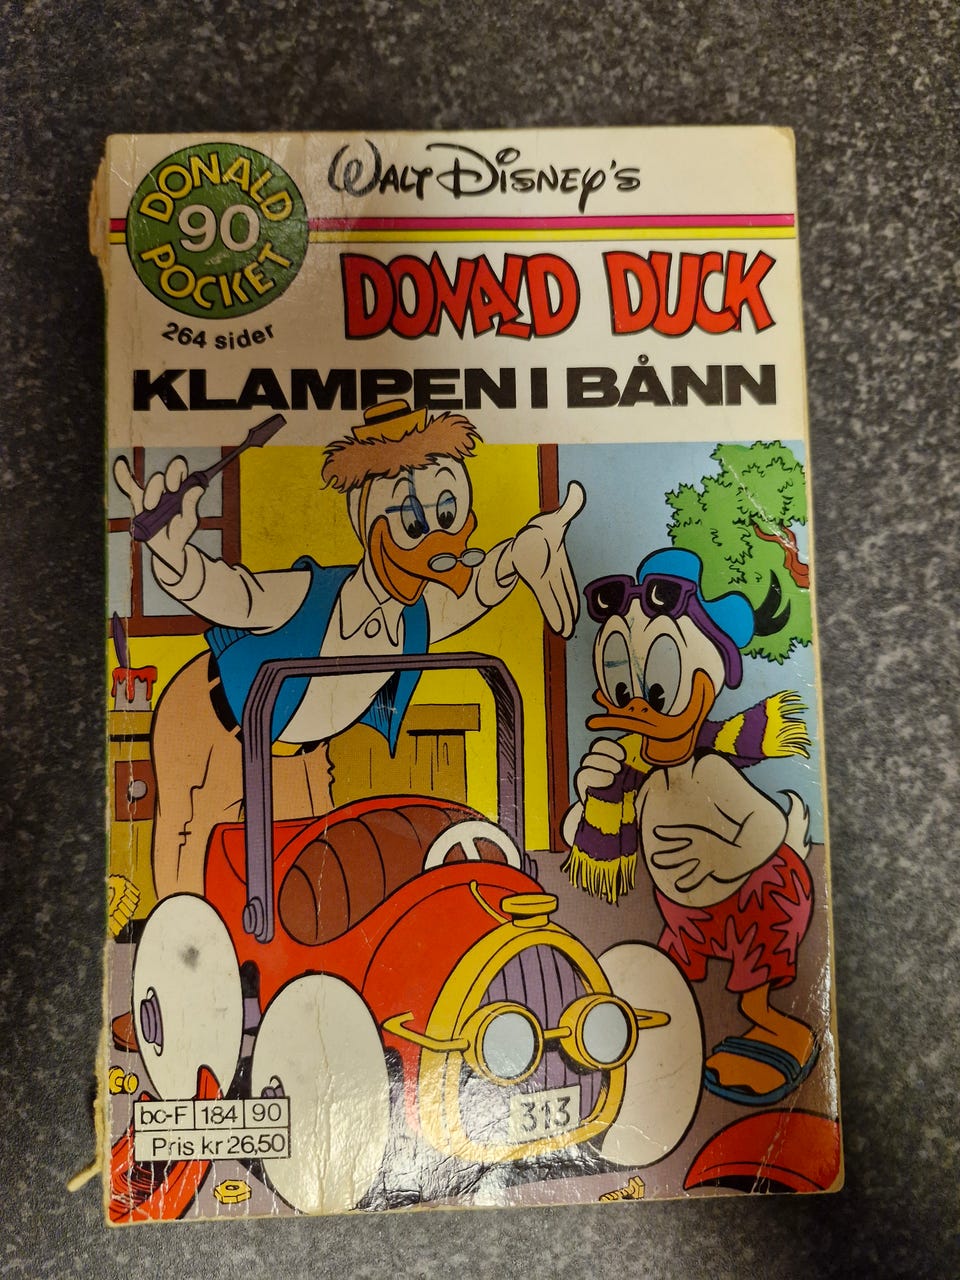 DONALD
90
POCKET
264 sider
WALT DISNEY'S
DONALD DUCK
KLAMPEN I BÅNN
313
bc-F 184 90
Pris kr 26,50